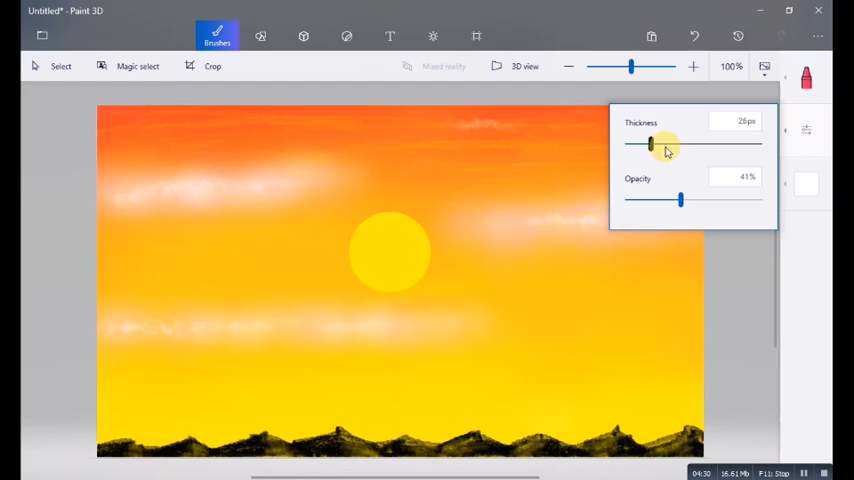 Untitled* - Paint 3D
Brushes
Select
Magic select
Crop
Mixed reality
3D view
100%
Thickness
26px
Opacity
41%
04:30
16.61 Mb
F11: Stop